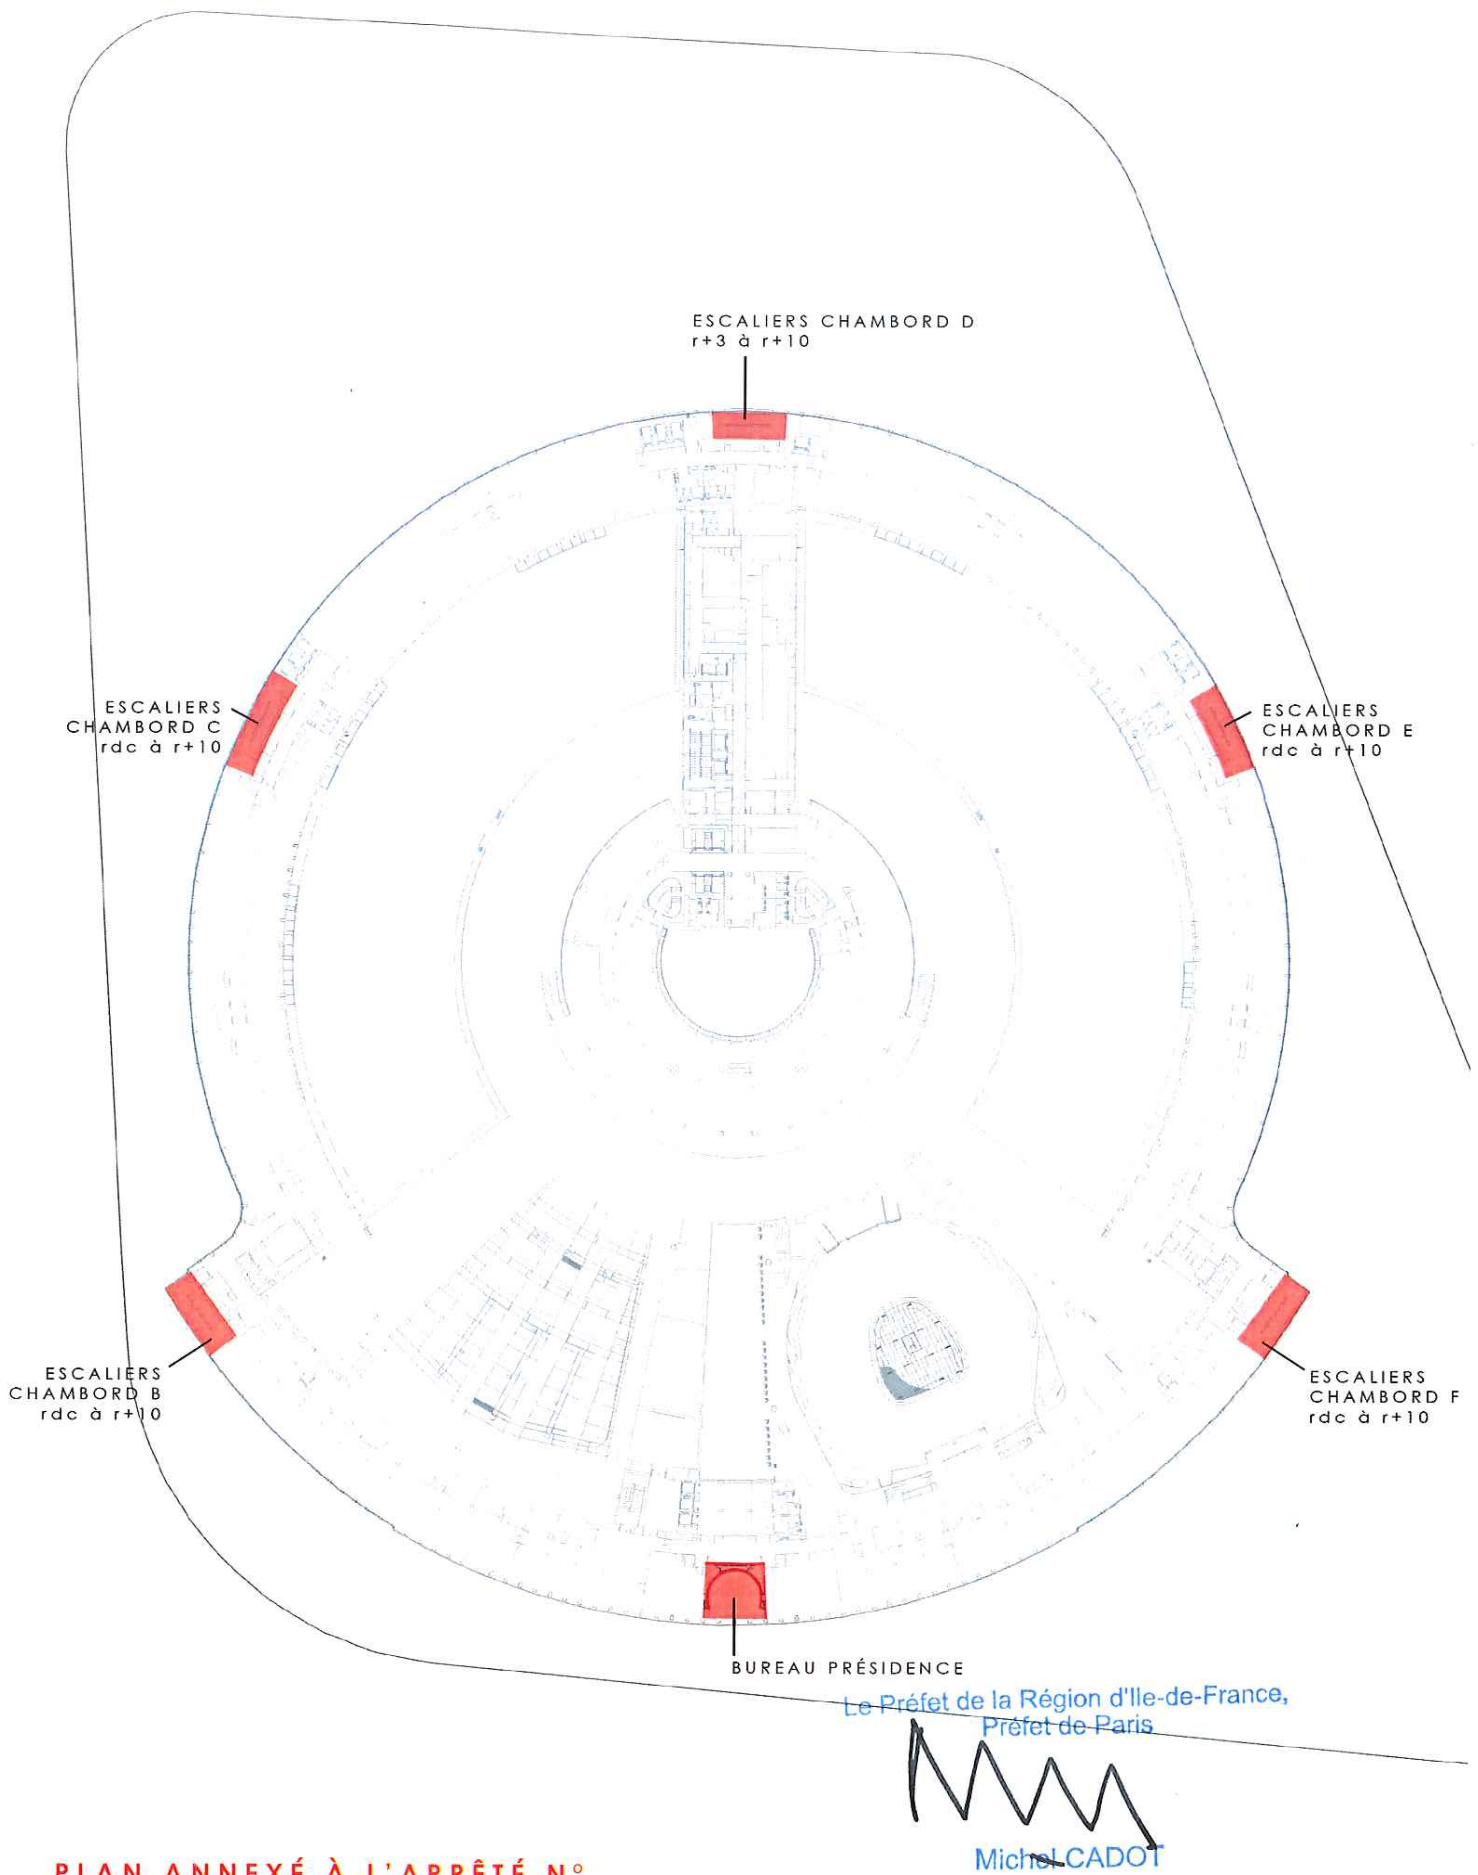 ESCALIERS CHAMBORD D
r+3 à r+10
ESCALIERS
CHAMBORD C
rdc à r+10
ESCALIERS
CHAMBORD E
rdc à r+10
ESCALIERS
CHAMBORD B
rdc à r+10
ESCALIERS
CHAMBORD F
rdc à r+10
BUREAU PRÉSIDENCE
Le Préfet de la Région d'Ile-de-France,
Préfet de Paris
Michel CADOT
PLAN ANNEXÉ À L'ARRÊTÉ N°